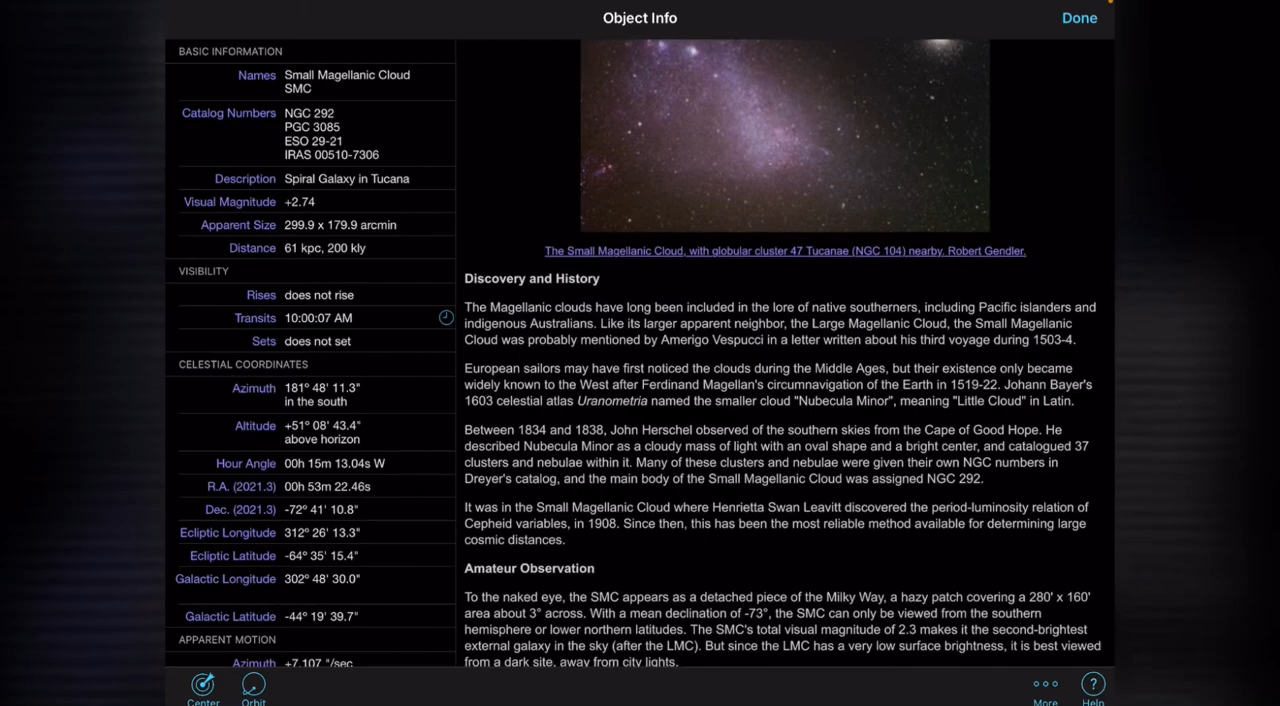 Object Info
Done
BASIC INFORMATION
Names Small Magellanic Cloud
SMC
Catalog Numbers NGC 292
PGC 3085
ESO 29-21
IRAS 00510-7306
Description Spiral Galaxy in Tucana
Visual Magnitude +2.74
Apparent Size 299.9 x 179.9 arcmin
Distance 61 kpc, 200 kly
VISIBILITY
Rises does not rise
Transits 10:00:07 AM
Sets does not set
CELESTIAL COORDINATES
Azimuth 181° 48' 11.3"
in the south
Altitude +51° 08' 43.4"
above horizon
Hour Angle 00h 15m 13.04s W
R.A. (2021.3) 00h 53m 22.46s
Dec. (2021.3) -72° 41' 10.8"
Ecliptic Longitude 312° 26' 13.3"
Ecliptic Latitude -64° 35' 15.4"
Galactic Longitude 302° 48' 30.0"
Galactic Latitude -44° 19' 39.7"
APPARENT MOTION
Azimuth +7.107 "/sec
The Small Magellanic Cloud, with globular cluster 47 Tucanae (NGC 104) nearby. Robert Gendler.
Discovery and History
The Magellanic clouds have long been included in the lore of native southerners, including Pacific islanders and
indigenous Australians. Like its larger apparent neighbor, the Large Magellanic Cloud, the Small Magellanic
Cloud was probably mentioned by Amerigo Vespucci in a letter written about his third voyage during 1503-4.
European sailors may have first noticed the clouds during the Middle Ages, but their existence only became
widely known to the West after Ferdinand Magellan's circumnavigation of the Earth in 1519-22. Johann Bayer's
1603 celestial atlas Uranometria named the smaller cloud "Nubecula Minor", meaning "Little Cloud" in Latin.
Between 1834 and 1838, John Herschel observed of the southern skies from the Cape of Good Hope. He
described Nubecula Minor as a cloudy mass of light with an oval shape and a bright center, and catalogued 37
clusters and nebulae within it. Many of these clusters and nebulae were given their own NGC numbers in
Dreyer's catalog, and the main body of the Small Magellanic Cloud was assigned NGC 292.
It was in the Small Magellanic Cloud where Henrietta Swan Leavitt discovered the period-luminosity relation of
Cepheid variables, in 1908. Since then, this has been the most reliable method available for determining large
cosmic distances.
Amateur Observation
To the naked eye, the SMC appears as a detached piece of the Milky Way, a hazy patch covering a 280' x 160'
area about 3° across. With a mean declination of -73°, the SMC can only be viewed from the southern
hemisphere or lower northern latitudes. The SMC's total visual magnitude of 2.3 makes it the second-brightest
external galaxy in the sky (after the LMC). But since the LMC has a very low surface brightness, it is best viewed
from a dark site, away from city lights.
Center
Orbit
More
?
Help